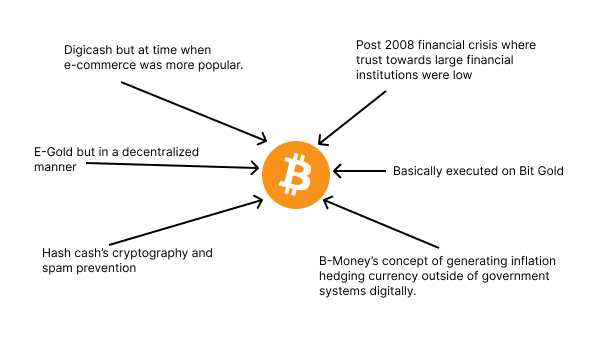 Digicash but at time when
e-commerce was more popular.
Post 2008 financial crisis where
trust towards large financial
institutions were low
E-Gold but in a decentralized
manner
Basically executed on Bit Gold
Hash cash's cryptography and
spam prevention
B-Money's concept of generating inflation
hedging currency outside of government
systems digitally.